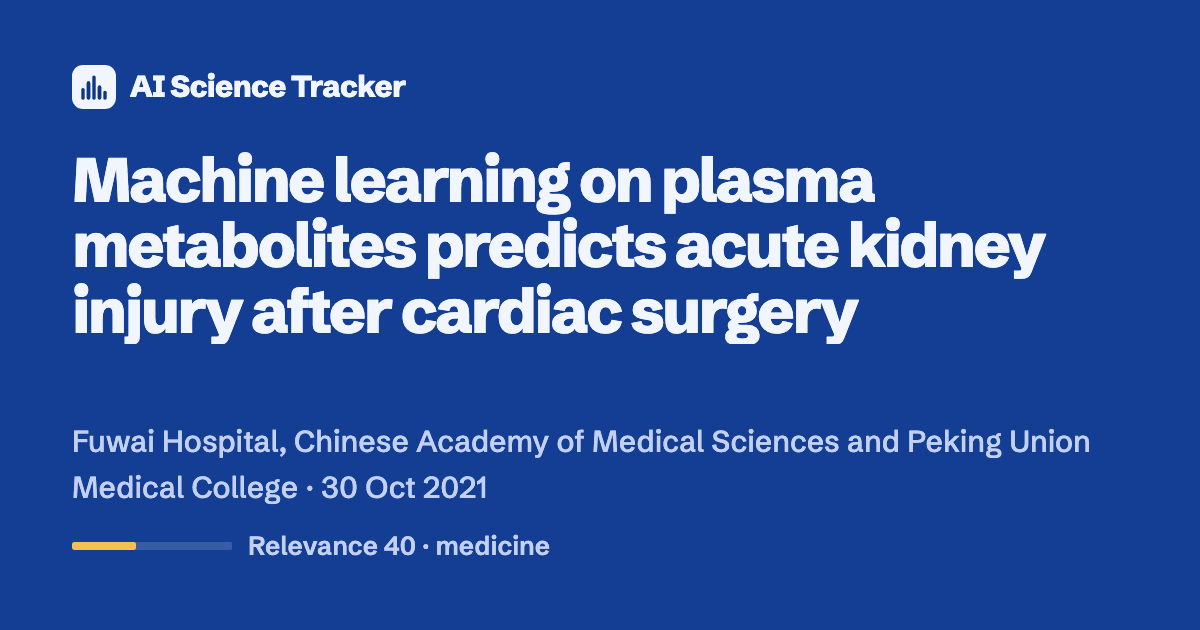 AI Science Tracker
Machine learning on plasma
metabolites predicts acute kidney
injury after cardiac surgery
Fuwai Hospital, Chinese Academy of Medical Sciences and Peking Union
Medical College · 30 Oct 2021
Relevance 40 · medicine